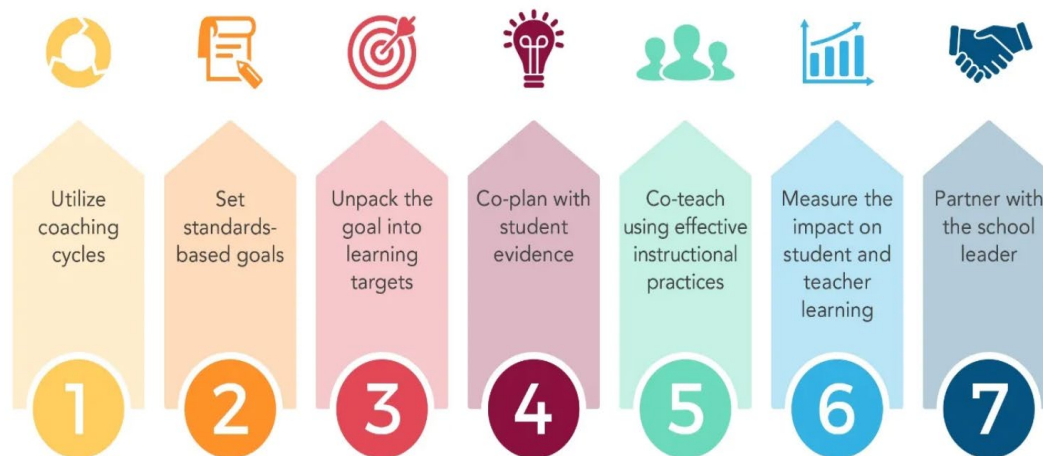 Utilize
coaching
cycles
1
Set
standards-
based goals
2
Unpack the
goal into
learning
targets
3
Co-plan with
student
evidence
4
Co-teach
using effective
instructional
practices
5
Measure the
impact on
student and
teacher
learning
6
Partner with
the school
leader
7